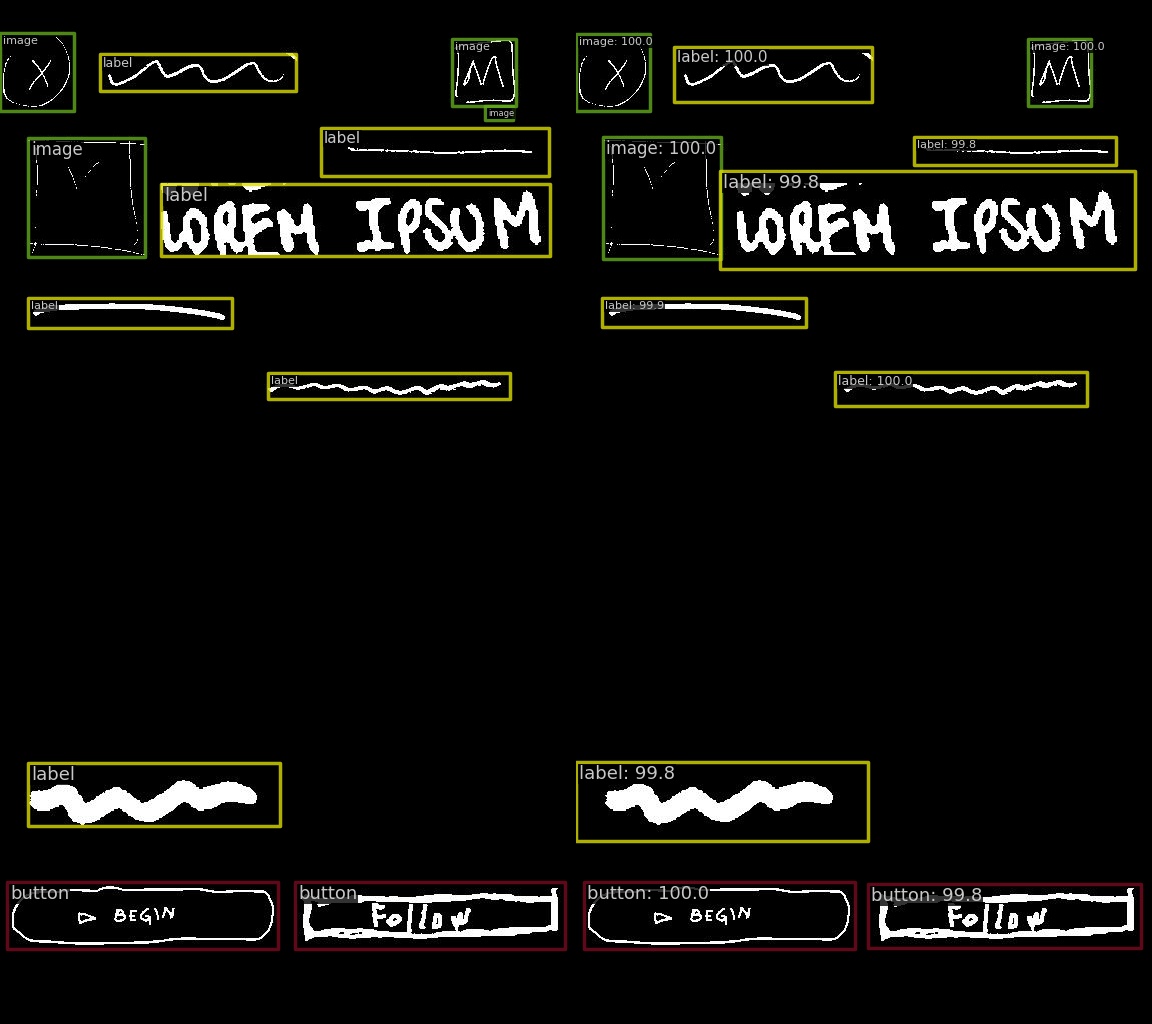 image image: 100.0
label label: 100.0
image image: 100.0
X X
M M
image
label label: 99.8
image image: 100.0
label label: 99.8
LOREM IPSUM LOREM IPSUM
label label: 99.9
label label: 100.0
label label: 99.8
button button button: 100.0 button: 99.8
BEGIN Follow BEGIN Follow